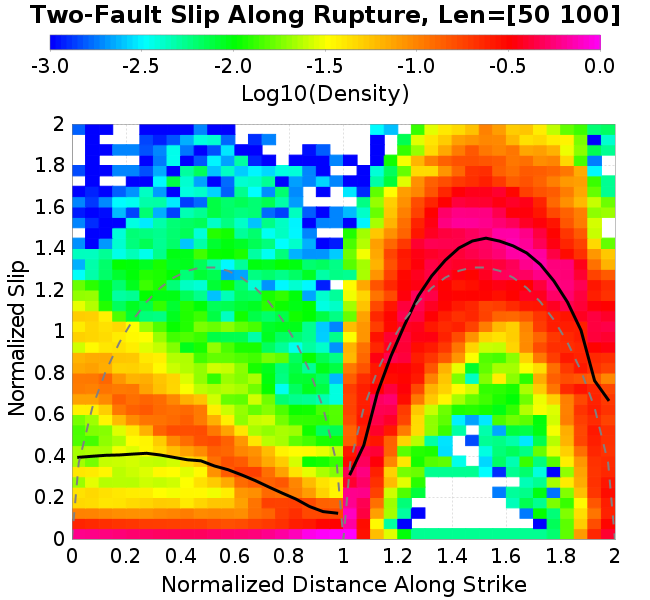 Two-Fault Slip Along Rupture, Len=[50 100]
-3.0 -2.5 -2.0 -1.5 -1.0 -0.5 0.0
Log10(Density)
2
1.8
1.6
1.4
1.2
1
0.8
0.6
0.4
0.2
0
Normalized Slip
0 0.2 0.4 0.6 0.8 1 1.2 1.4 1.6 1.8 2
Normalized Distance Along Strike